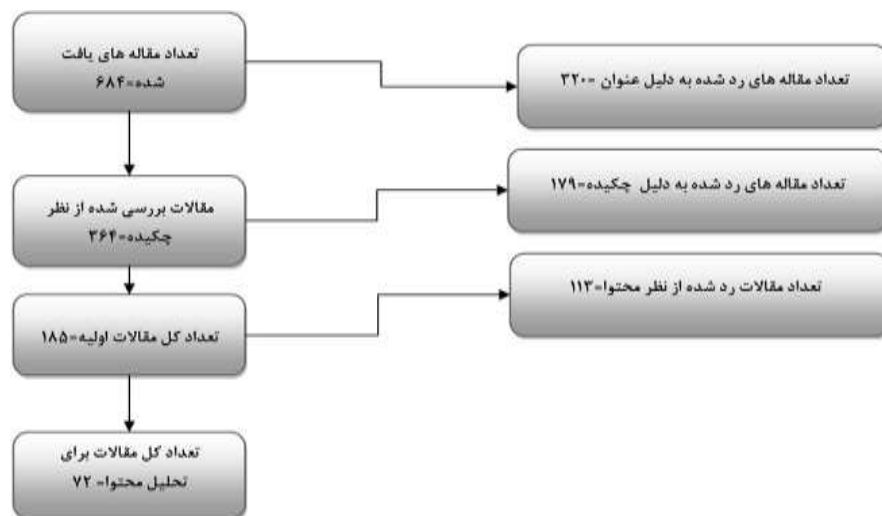 تعداد مقاله های یافت
شده=۶۸۴
تعداد مقاله های رد شده به دلیل عنوان =۳۲۰
مقالات بررسی شده از نظر
چکیده=۳۶۴
تعداد مقاله های رد شده به دلیل چکیده=۱۷۹
تعداد کل مقالات اولیه=۱۸۵
تعداد مقالات رد شده از نظر محتوا=۱۱۳
تعداد کل مقالات برای
تحلیل محتوا= ۷۲